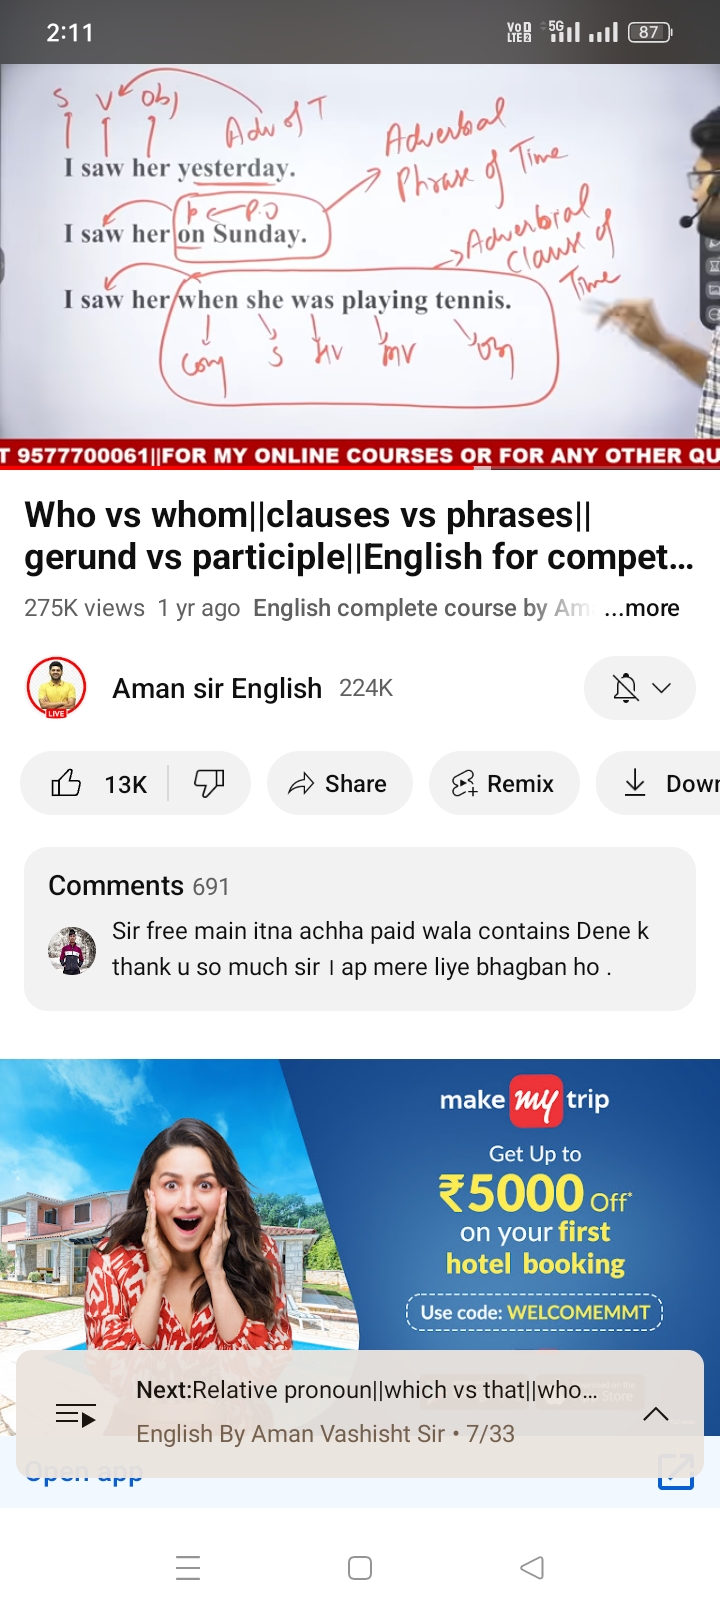 2:11
VoD LTE2 5G 87
S V Obj
Adv of T
Adverbal
Phrase of Time
I saw her yesterday.
P P.O
I saw her on Sunday.
Adverbial
Clause of
Time
I saw her when she was playing tennis.
Conj S HV MV Obj
T 9577700061||FOR MY ONLINE COURSES OR FOR ANY OTHER QU
Who vs whom||clauses vs phrases||
gerund vs participle||English for compet...
275K views 1 yr ago English complete course by Am ...more
LIVE
Aman sir English 224K
13K Share Remix Down
Comments 691
Sir free main itna achha paid wala contains Dene k
thank u so much sir । ap mere liye bhagban ho .
make my trip
Get Up to
₹5000 Off*
on your first
hotel booking
Use code: WELCOMEMMT
Next:Relative pronoun||which vs that||who...
English By Aman Vashisht Sir • 7/33
Open app